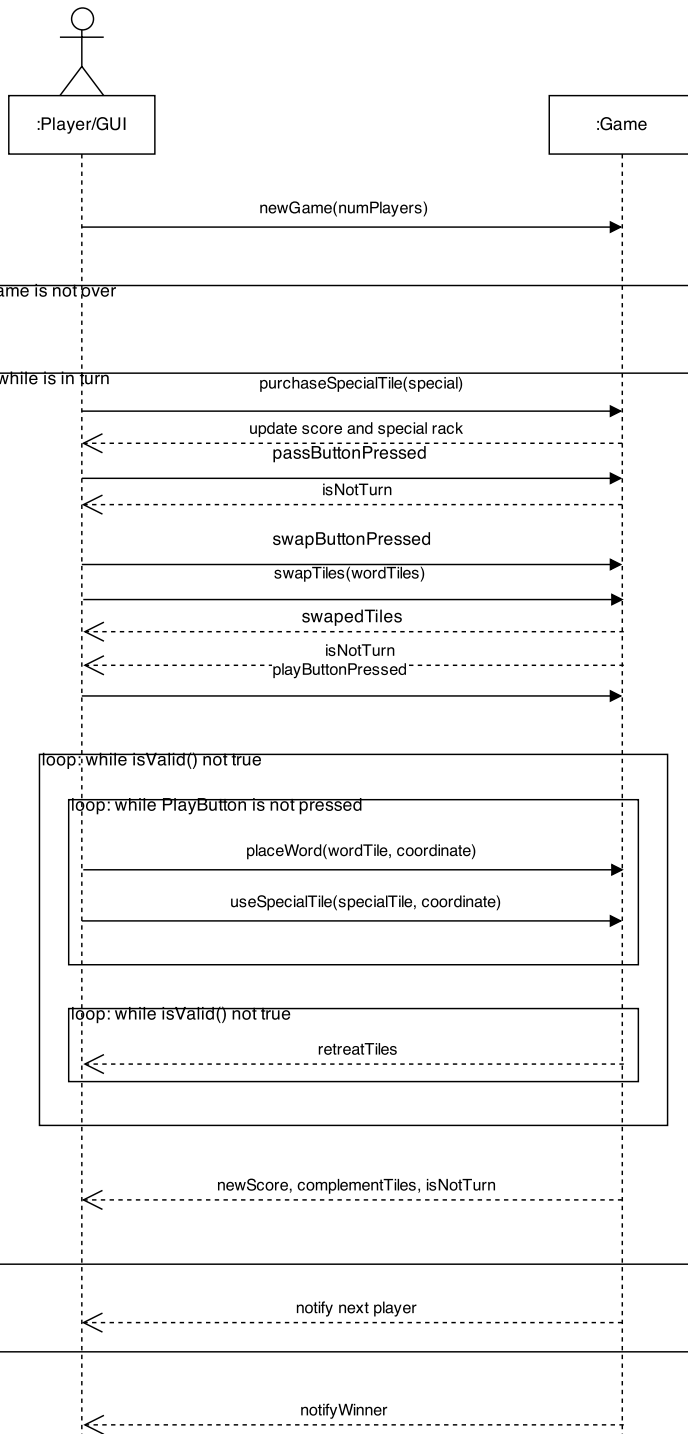 :Player/GUI
:Game
newGame(numPlayers)
ame is not over
while is in turn
purchaseSpecialTile(special)
update score and special rack
passButtonPressed
isNotTurn
swapButtonPressed
swapTiles(wordTiles)
swapedTiles
isNotTurn
playButtonPressed
loop: while isValid() not true
loop: while PlayButton is not pressed
placeWord(wordTile, coordinate)
useSpecialTile(specialTile, coordinate)
loop: while isValid() not true
retreatTiles
newScore, complementTiles, isNotTurn
notify next player
notifyWinner